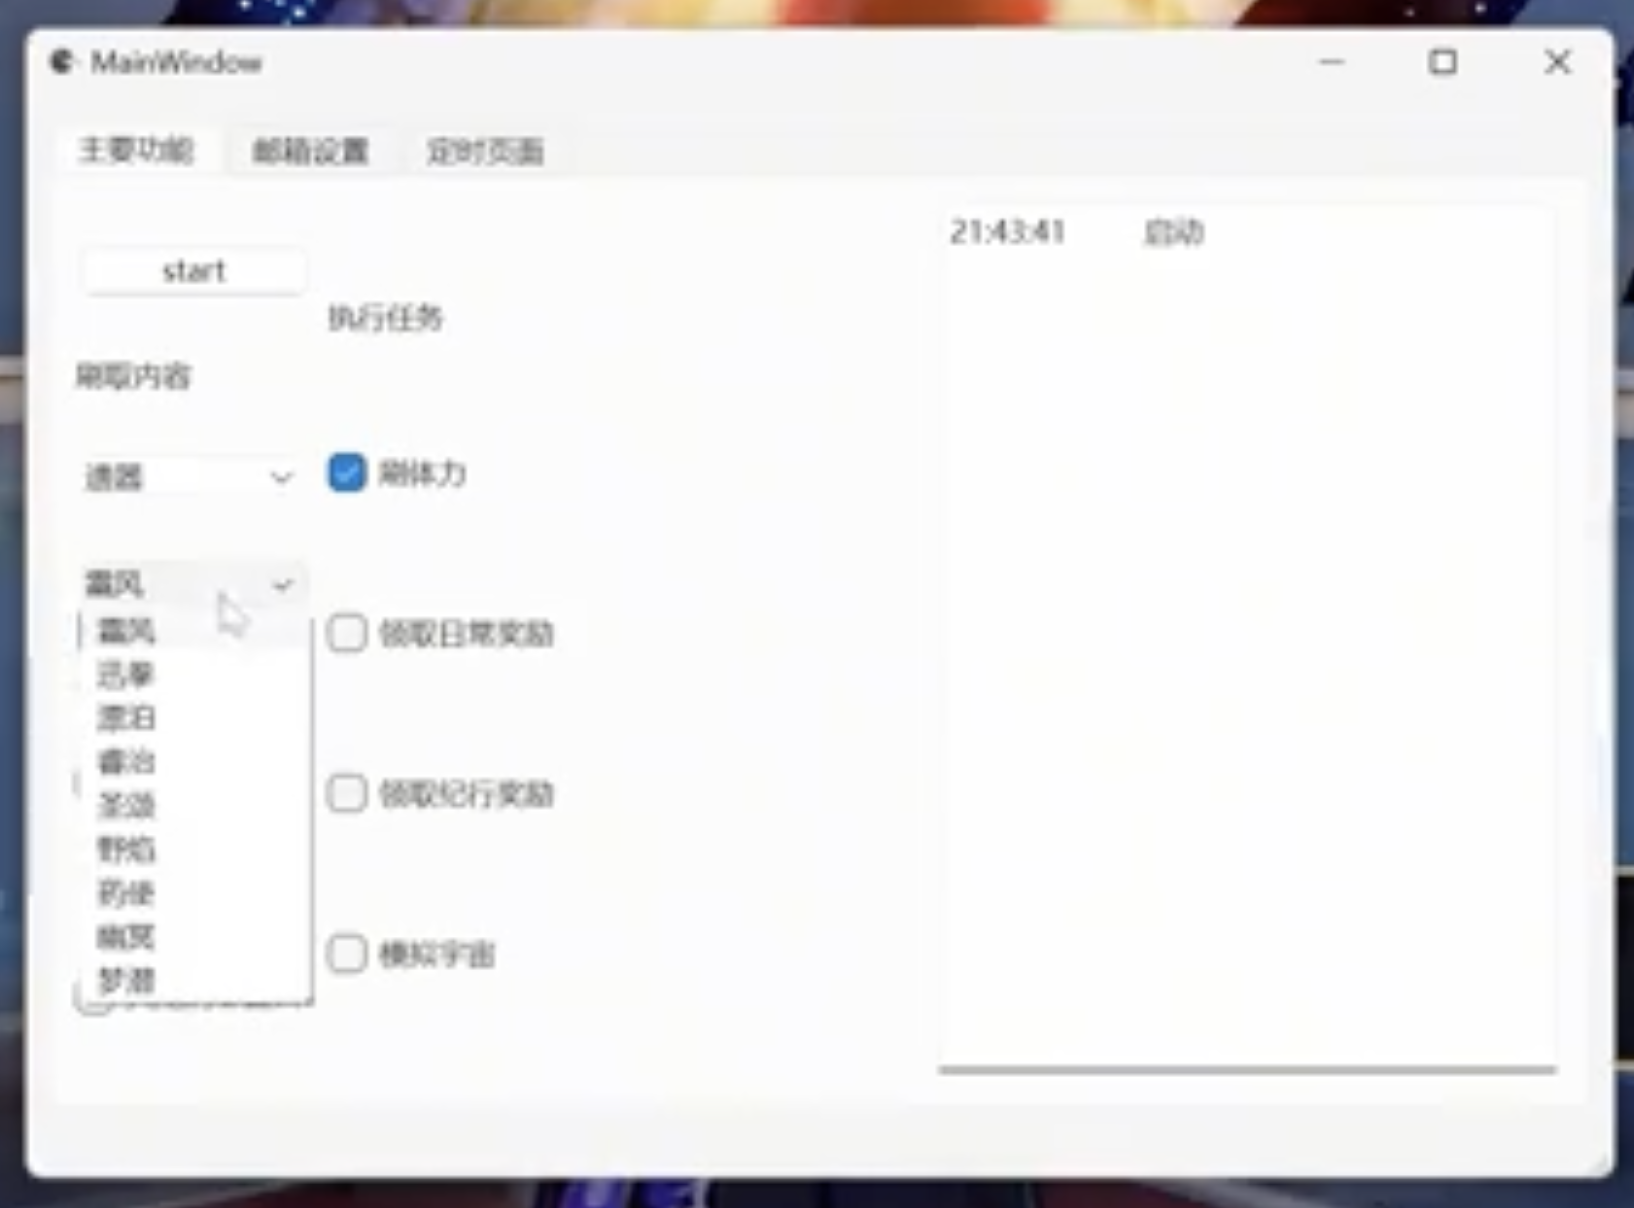 MainWindow
主要功能 邮箱设置 定时页面
21:43:41 启动
start
执行任务
刷取内容
遗器 刷体力
霜风
霜风
迅拳
漂泊
睿治
圣颂
野焰
药使
幽冥
梦潜
领取日常奖励
领取纪行奖励
模拟宇宙